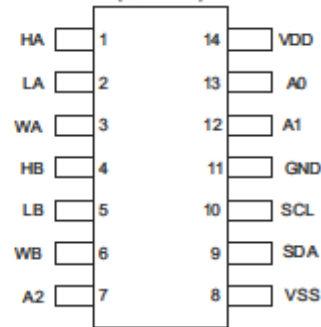 HA 1 14 VDD
LA 2 13 A0
WA 3 12 A1
HB 4 11 GND
LB 5 10 SCL
WB 6 9 SDA
A2 7 8 VSS